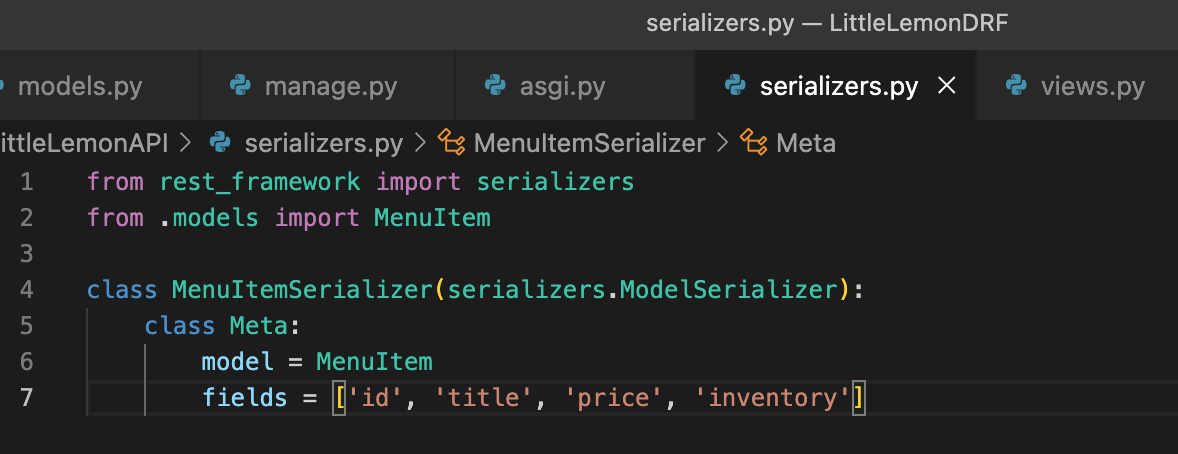 serializers.py — LittleLemonDRF
models.py manage.py asgi.py serializers.py × views.py
ittleLemonAPI > serializers.py > MenuItemSerializer > Meta
1 from rest_framework import serializers
2 from .models import MenuItem
3
4 class MenuItemSerializer(serializers.ModelSerializer):
5     class Meta:
6         model = MenuItem
7         fields = ['id', 'title', 'price', 'inventory']